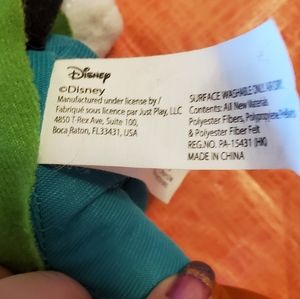 Disney
©Disney
Manufactured under license by /
Fabriqué sous licence par Just Play, LLC
4850 T-Rex Ave, Suite 100,
Boca Raton, FL33431, USA
SURFACE WASHABLE ONLY.
Contents: All New Material
Polyester Fibers, Polypropylene Pellets
& Polyester Fiber Felt
REG.NO. PA-15431 (HK)
MADE IN CHINA